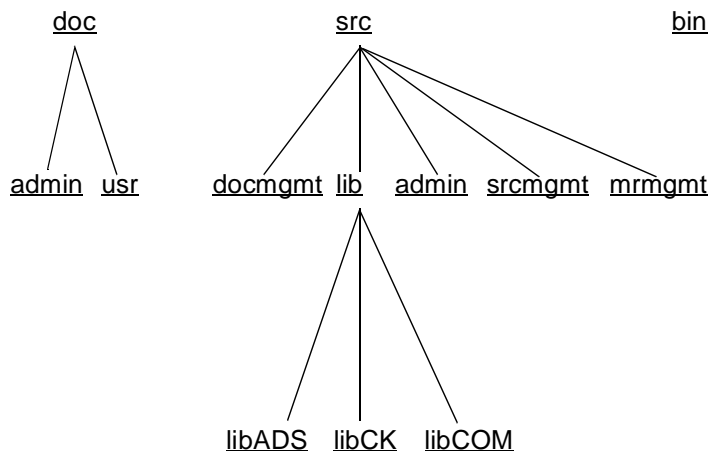 doc src bin
admin usr docmgmt lib admin srcmgmt mrmgmt
libADS libCK libCOM